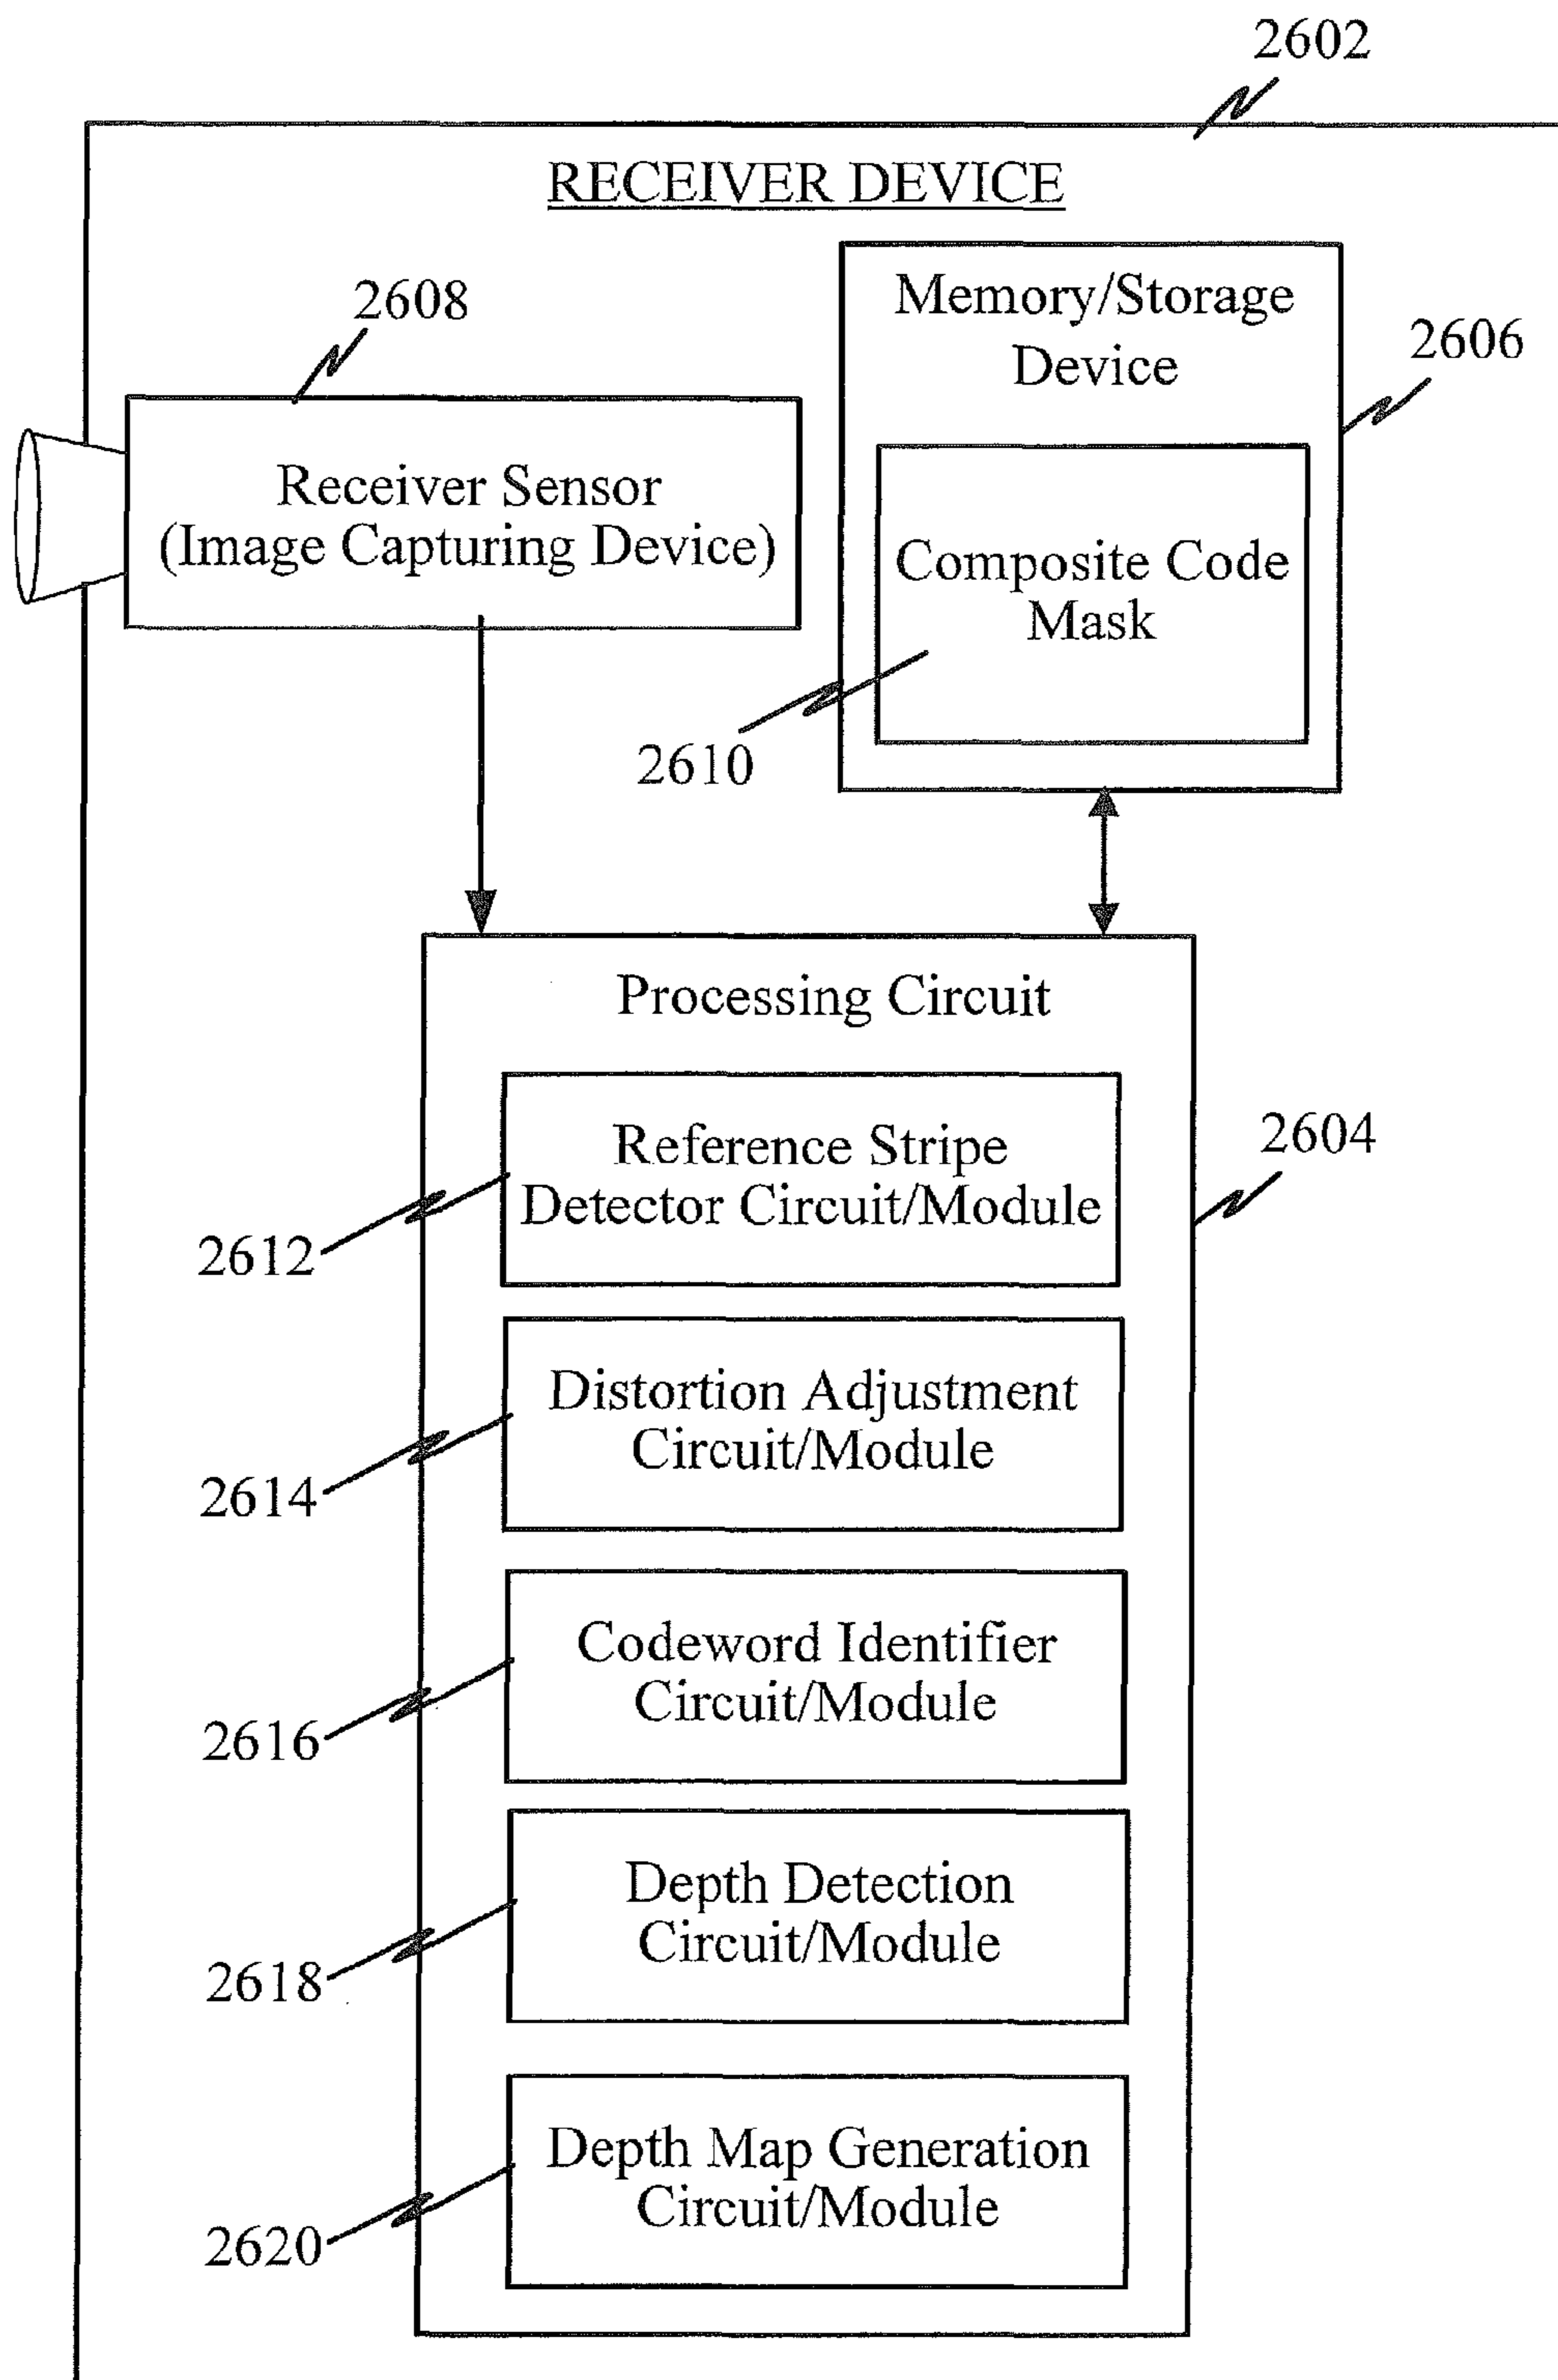 2602
RECEIVER DEVICE
2608
Memory/Storage
Device
2606
Receiver Sensor
(Image Capturing Device)
Composite Code
Mask
2610
Processing Circuit
Reference Stripe
Detector Circuit/Module
2604
2612
Distortion Adjustment
Circuit/Module
2614
Codeword Identifier
Circuit/Module
2616
Depth Detection
Circuit/Module
2618
Depth Map Generation
Circuit/Module
2620